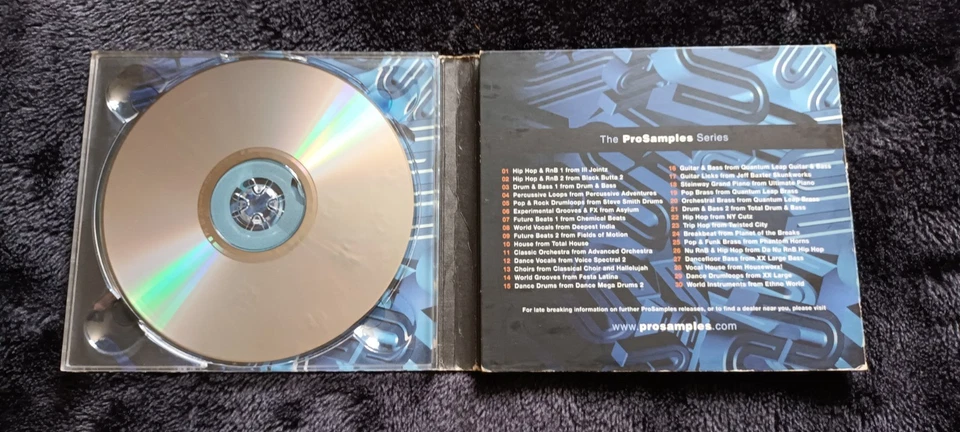 The ProSamples Series
01 Hip Hop & RnB 1 from Ill Joints
02 Hip Hop & RnB 2 from Black Butta 2
03 Drum & Bass 1 from Drum & Bass
04 Percussive Loops from Percussive Adventures
05 Pop & Rock Drumloops from Steve Smith Drums
06 Experimental Grooves & FX from Asylum
07 Future Beats 1 from Chemical Beats
08 World Vocals from Deepest India
09 Future Beats 2 from Fields of Motion
10 House from Total House
11 Classic Orchestra from Advanced Orchestra
12 Dance Vocals from Voice Spectral 2
13 Choirs from Classical Choir and Hallelujah
14 World Grooves from Festa Latina
15 Dance Drums from Dance Mega Drums 2
16 Guitar & Bass from Quantum Leap Guitar & Bass
17 Guitar Licks from Jeff Baxter Skunkworks
18 Steinway Grand Piano from Ultimate Piano
19 Pop Brass from Quantum Leap Brass
20 Orchestral Brass from Quantum Leap Brass
21 Drum & Bass 2 from Total Drum & Bass
22 Hip Hop from NY Cutz
23 Trip Hop from Twisted City
24 Breakbeat from Planet of the Breaks
25 Pop & Funk Brass from Phantom Horns
26 Nu RnB & Hip Hop from Da Nu RnB Hip Hop
27 Dancefloor Bass from XX Large Bass
28 Vocal House from Houseworx!
29 Dance Drumloops from XX Large
30 World Instruments from Ethno World
For late breaking information on further ProSamples releases, or to find a dealer near you, please visit
www.prosamples.com